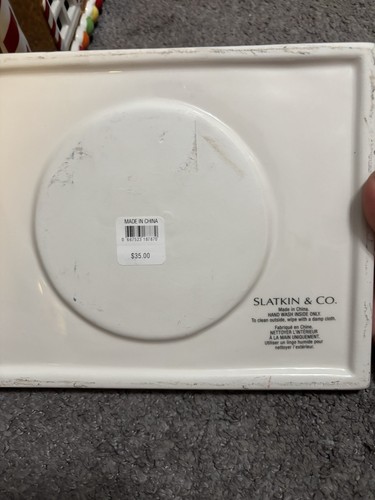 MADE IN CHINA
$35.00
SLATKIN & CO.
Made in China.
HAND WASH INSIDE ONLY.
To clean outside, wipe with a damp cloth.
Fabriqué en Chine.
NETTOYER L'INTÉRIEUR
À LA MAIN UNIQUEMENT.
Utiliser un linge humide pour
nettoyer l'extérieur.